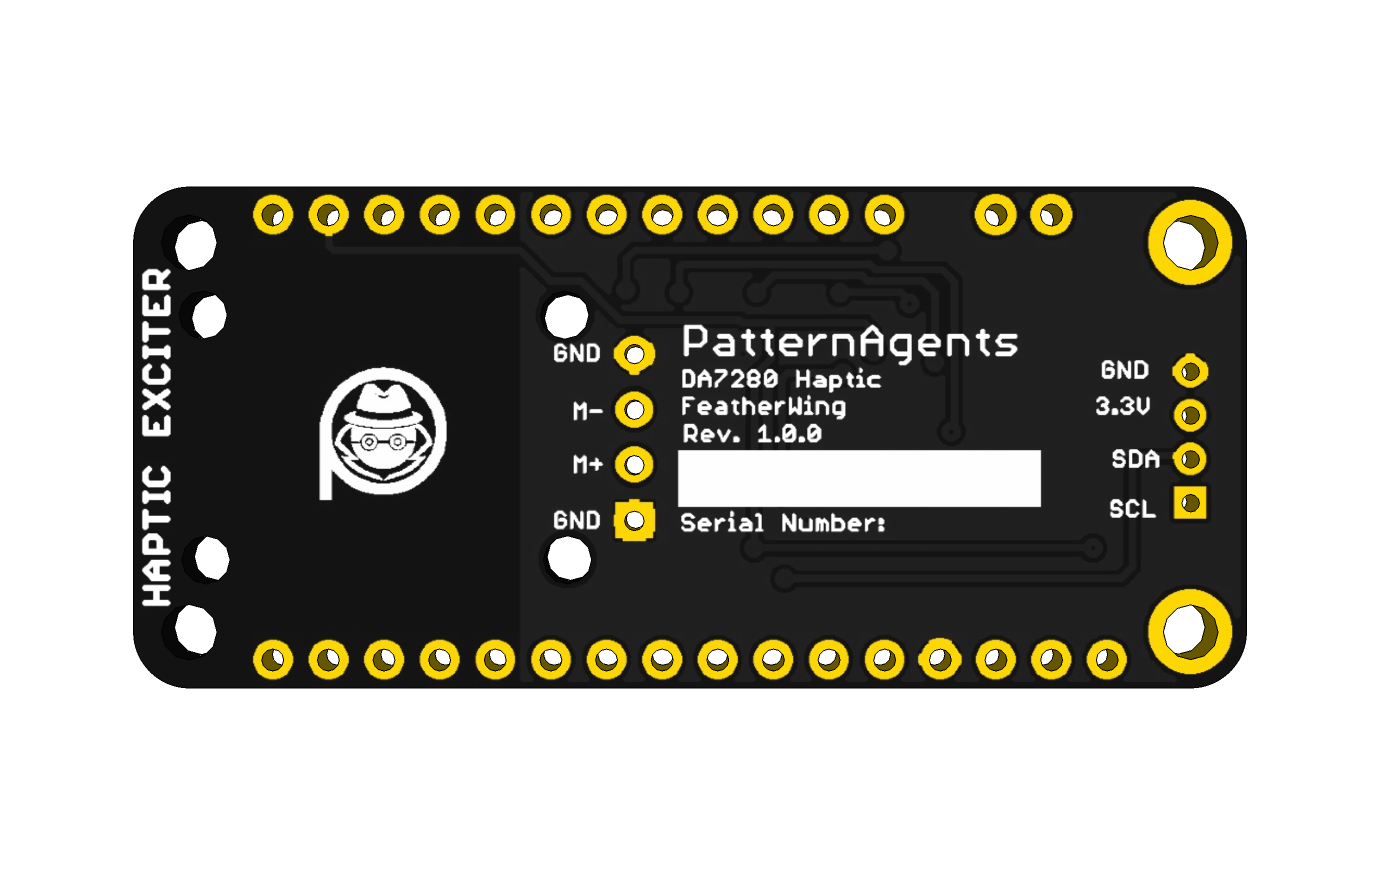 HAPTIC EXCITER
GND
M-
M+
GND
PatternAgents
DA7280 Haptic
FeatherWing
Rev. 1.0.0
Serial Number:
GND
3.3V
SDA
SCL